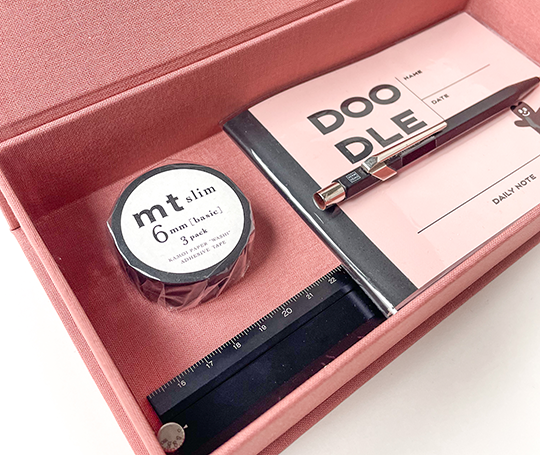 DOO
DLE
NAME
DATE
DAILY NOTE
mt slim
6mm [basic]
3 pack
KAMOI PAPER "WASHI"
ADHESIVE TAPE
16 17 18 19 20 21 22